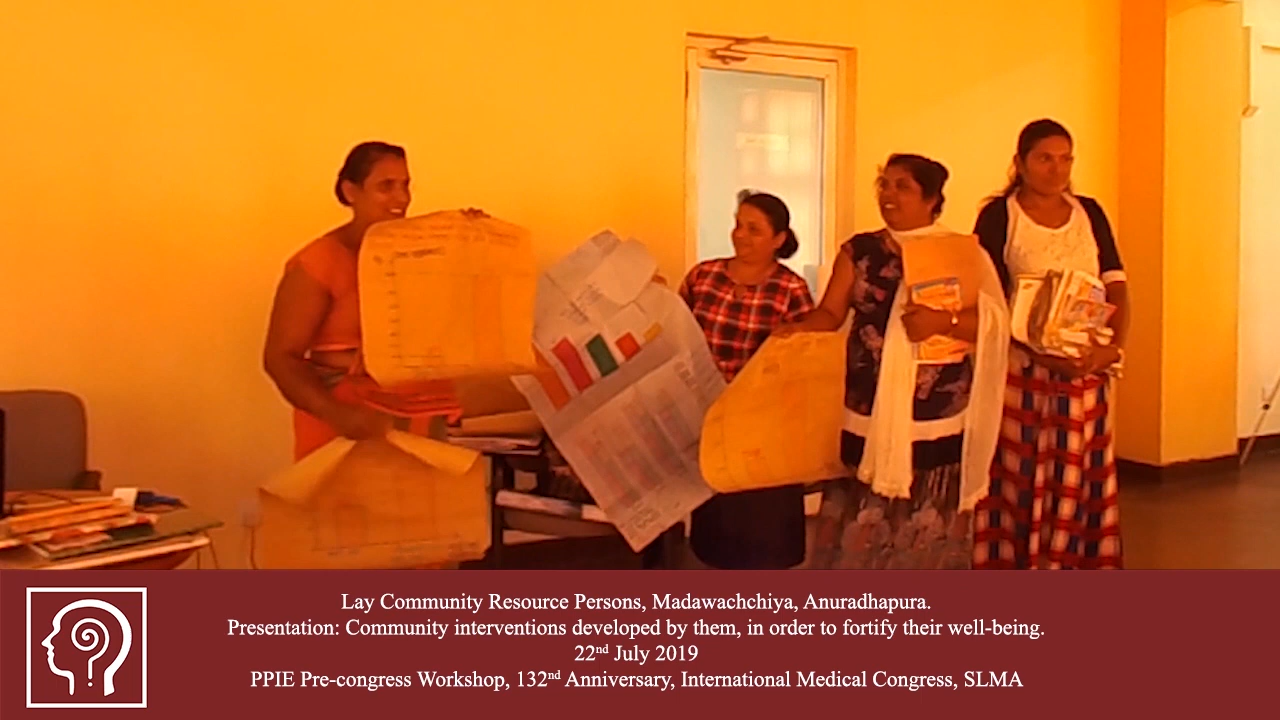 Lay Community Resource Persons, Madawachchiya, Anuradhapura.
Presentation: Community interventions developed by them, in order to fortify their well-being.
22nd July 2019
PPIE Pre-congress Workshop, 132nd Anniversary, International Medical Congress, SLMA